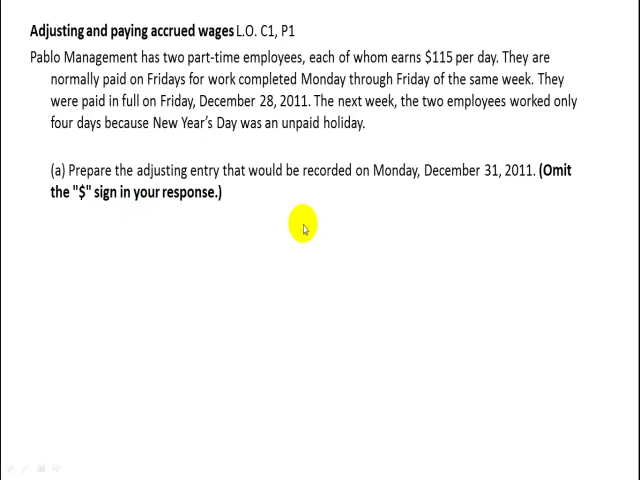 Adjusting and paying accrued wages L.O. C1, P1
Pablo Management has two part-time employees, each of whom earns $115 per day. They are
normally paid on Fridays for work completed Monday through Friday of the same week. They
were paid in full on Friday, December 28, 2011. The next week, the two employees worked only
four days because New Year’s Day was an unpaid holiday.
(a) Prepare the adjusting entry that would be recorded on Monday, December 31, 2011. (Omit
the "$" sign in your response.)